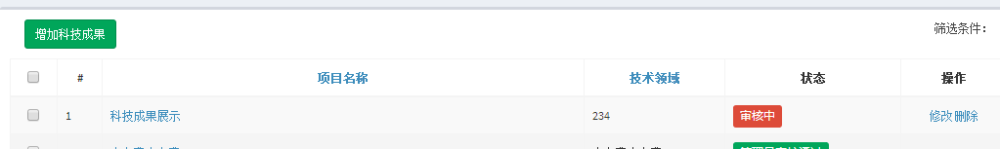 增加科技成果 筛选条件：
# 项目名称 技术领域 状态 操作
1 科技成果展示 234 审核中 修改 删除